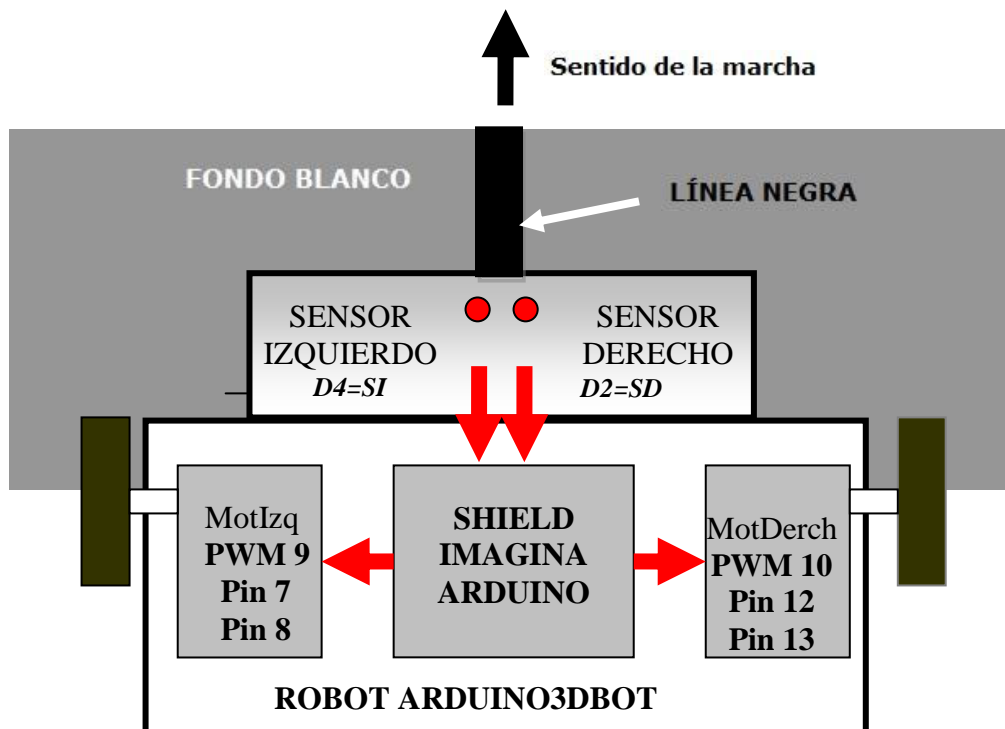 Sentido de la marcha
FONDO BLANCO
LÍNEA NEGRA
SENSOR
IZQUIERDO
D4=SI
SENSOR
DERECHO
D2=SD
MotIzq
PWM 9
Pin 7
Pin 8
SHIELD
IMAGINA
ARDUINO
MotDerch
PWM 10
Pin 12
Pin 13
ROBOT ARDUINO3DBOT